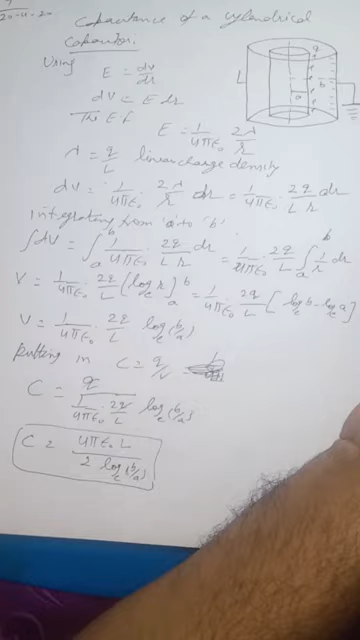 20-4-20
Capacitance of a cylindrical
Capacitor:
Using
E = dV/dr
dV = E dr
The E.f.
E = 1/4πε₀ 2λ/r
λ = q/L linear charge density
dV = 1/4πε₀ · 2λ/r dr = 1/4πε₀ · 2q/L r dr
Integrating from 'a' to 'b'
∫dV = ∫ₐᵇ 1/4πε₀ · 2q/L r dr = 1/4πε₀ · 2q/L ∫ₐᵇ 1/r dr
V = 1/4πε₀ · 2q/L (logₑ r)ₐᵇ = 1/4πε₀ · 2q/L [logₑ b - logₑ a]
V = 1/4πε₀ · 2q/L logₑ(b/a)
Putting in C = q/V
C = q / 1/4πε₀ · 2q/L logₑ(b/a)
C = 4πε₀ L / 2 logₑ(b/a)
L
q
b
a